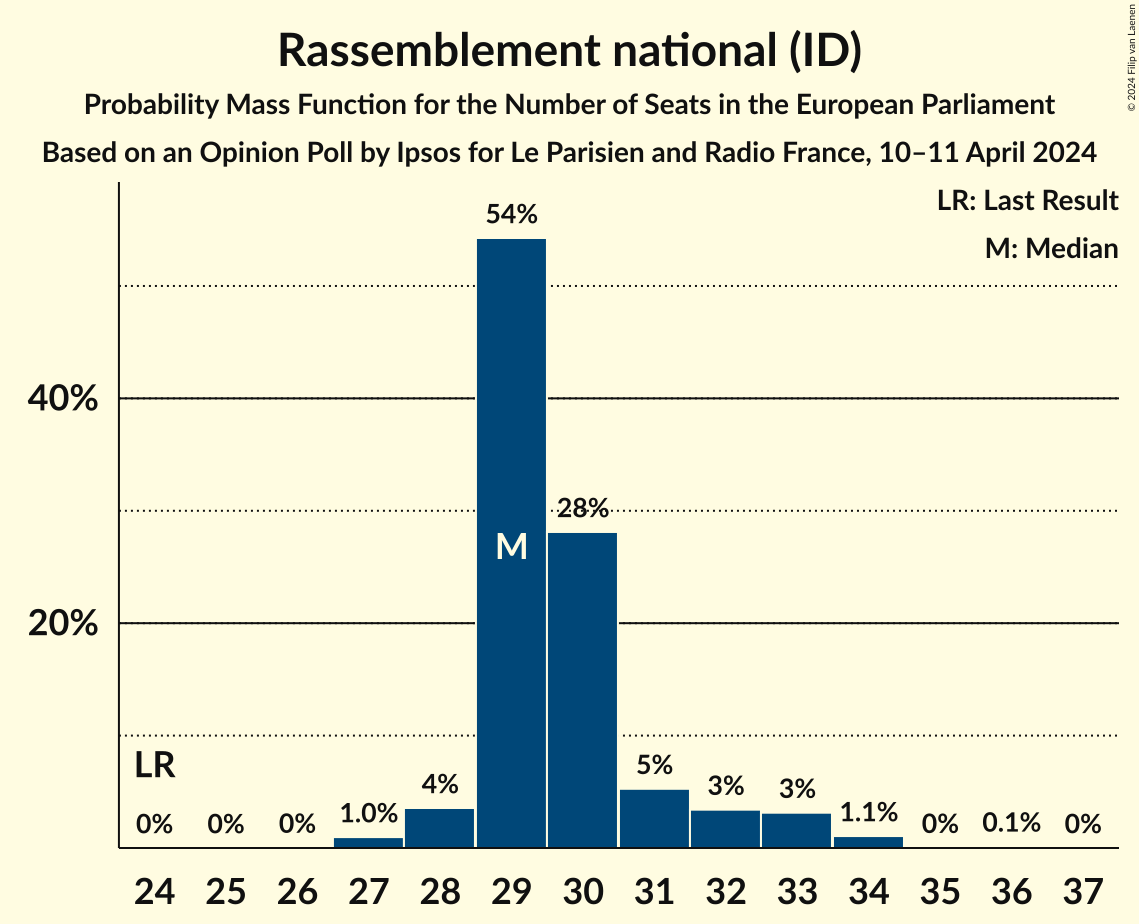 Rassemblement national (ID)
Probability Mass Function for the Number of Seats in the European Parliament
Based on an Opinion Poll by Ipsos for Le Parisien and Radio France, 10–11 April 2024
© 2024 Filip van Laenen
LR: Last Result
M: Median
54%
40%
28%
M
20%
LR
0% 0% 0% 1.0% 4% 5% 3% 3% 1.1% 0% 0.1% 0%
24 25 26 27 28 29 30 31 32 33 34 35 36 37